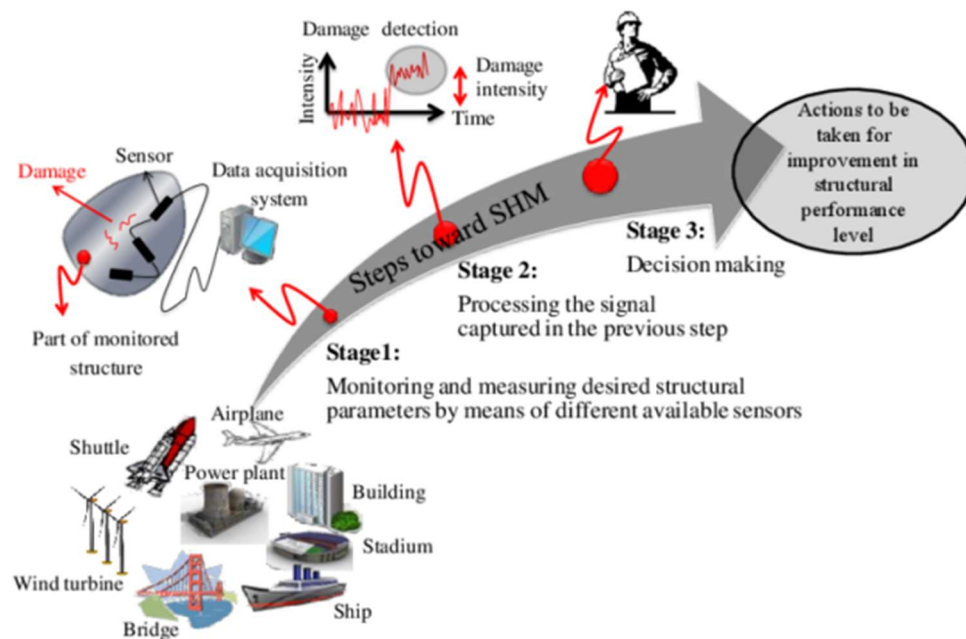 Damage detection
Intensity
Damage
intensity
Time
Actions to be
taken for
improvement in
structural
performance
level
Sensor
Damage
Data acquisition
system
Part of monitored
structure
Steps toward SHM
Stage 3:
Decision making
Stage 2:
Processing the signal
captured in the previous step
Stage1:
Monitoring and measuring desired structural
parameters by means of different available sensors
Airplane
Shuttle
Power plant
Building
Stadium
Wind turbine
Ship
Bridge